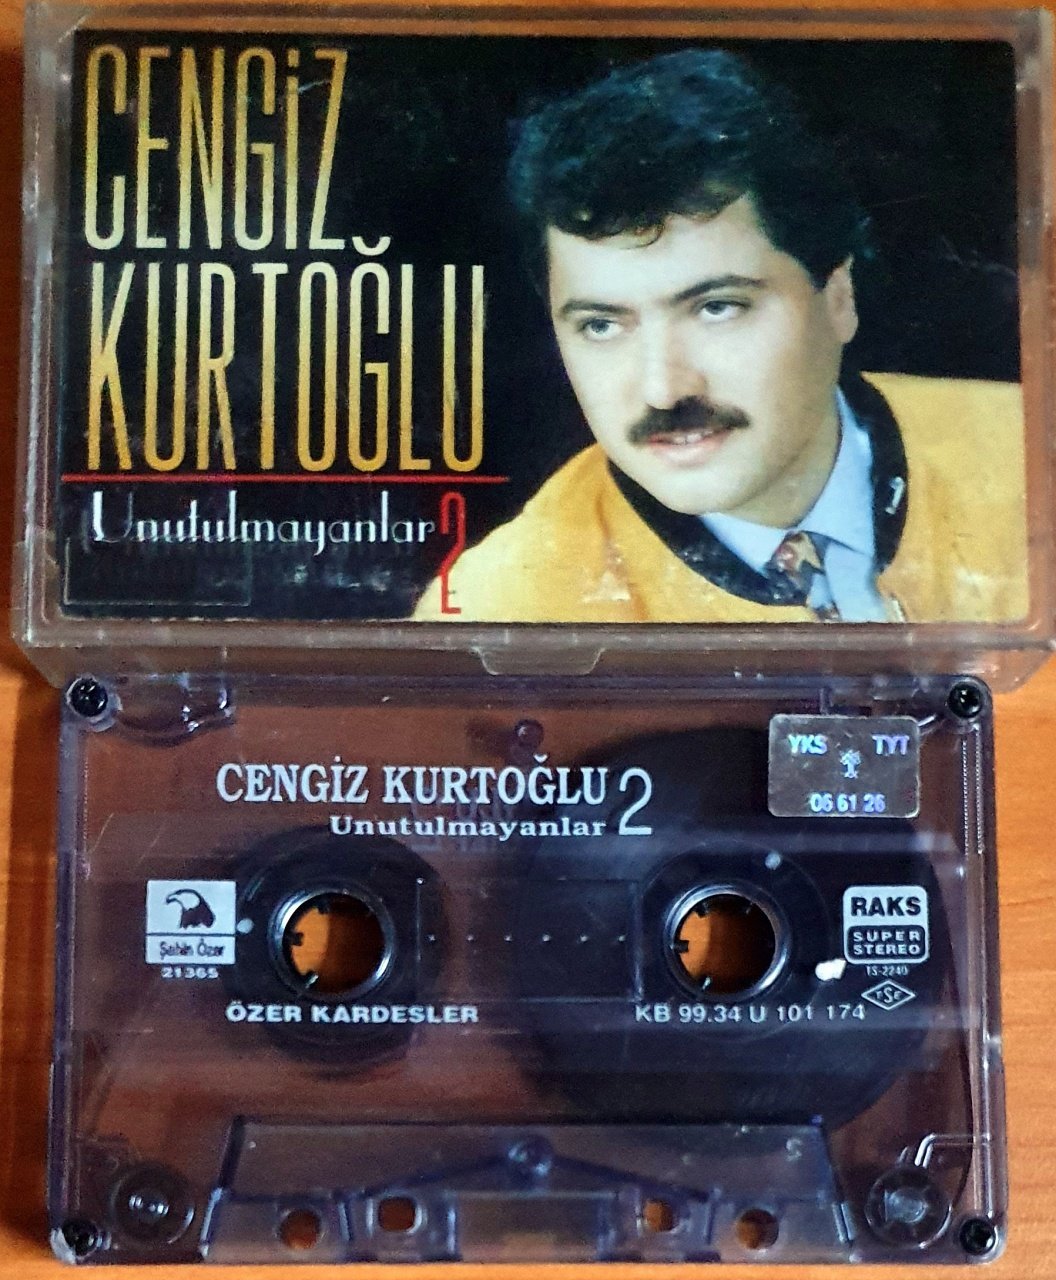 CENGİZ
KURTOĞLU
Unutulmayanlar 2
YKS TYT
06 61 26
CENGİZ KURTOĞLU 2
Unutulmayanlar
Şahin Özer
21365
RAKS
SUPER
STEREO
TS-2240
TSE
ÖZER KARDESLER
KB 99.34 U 101 174